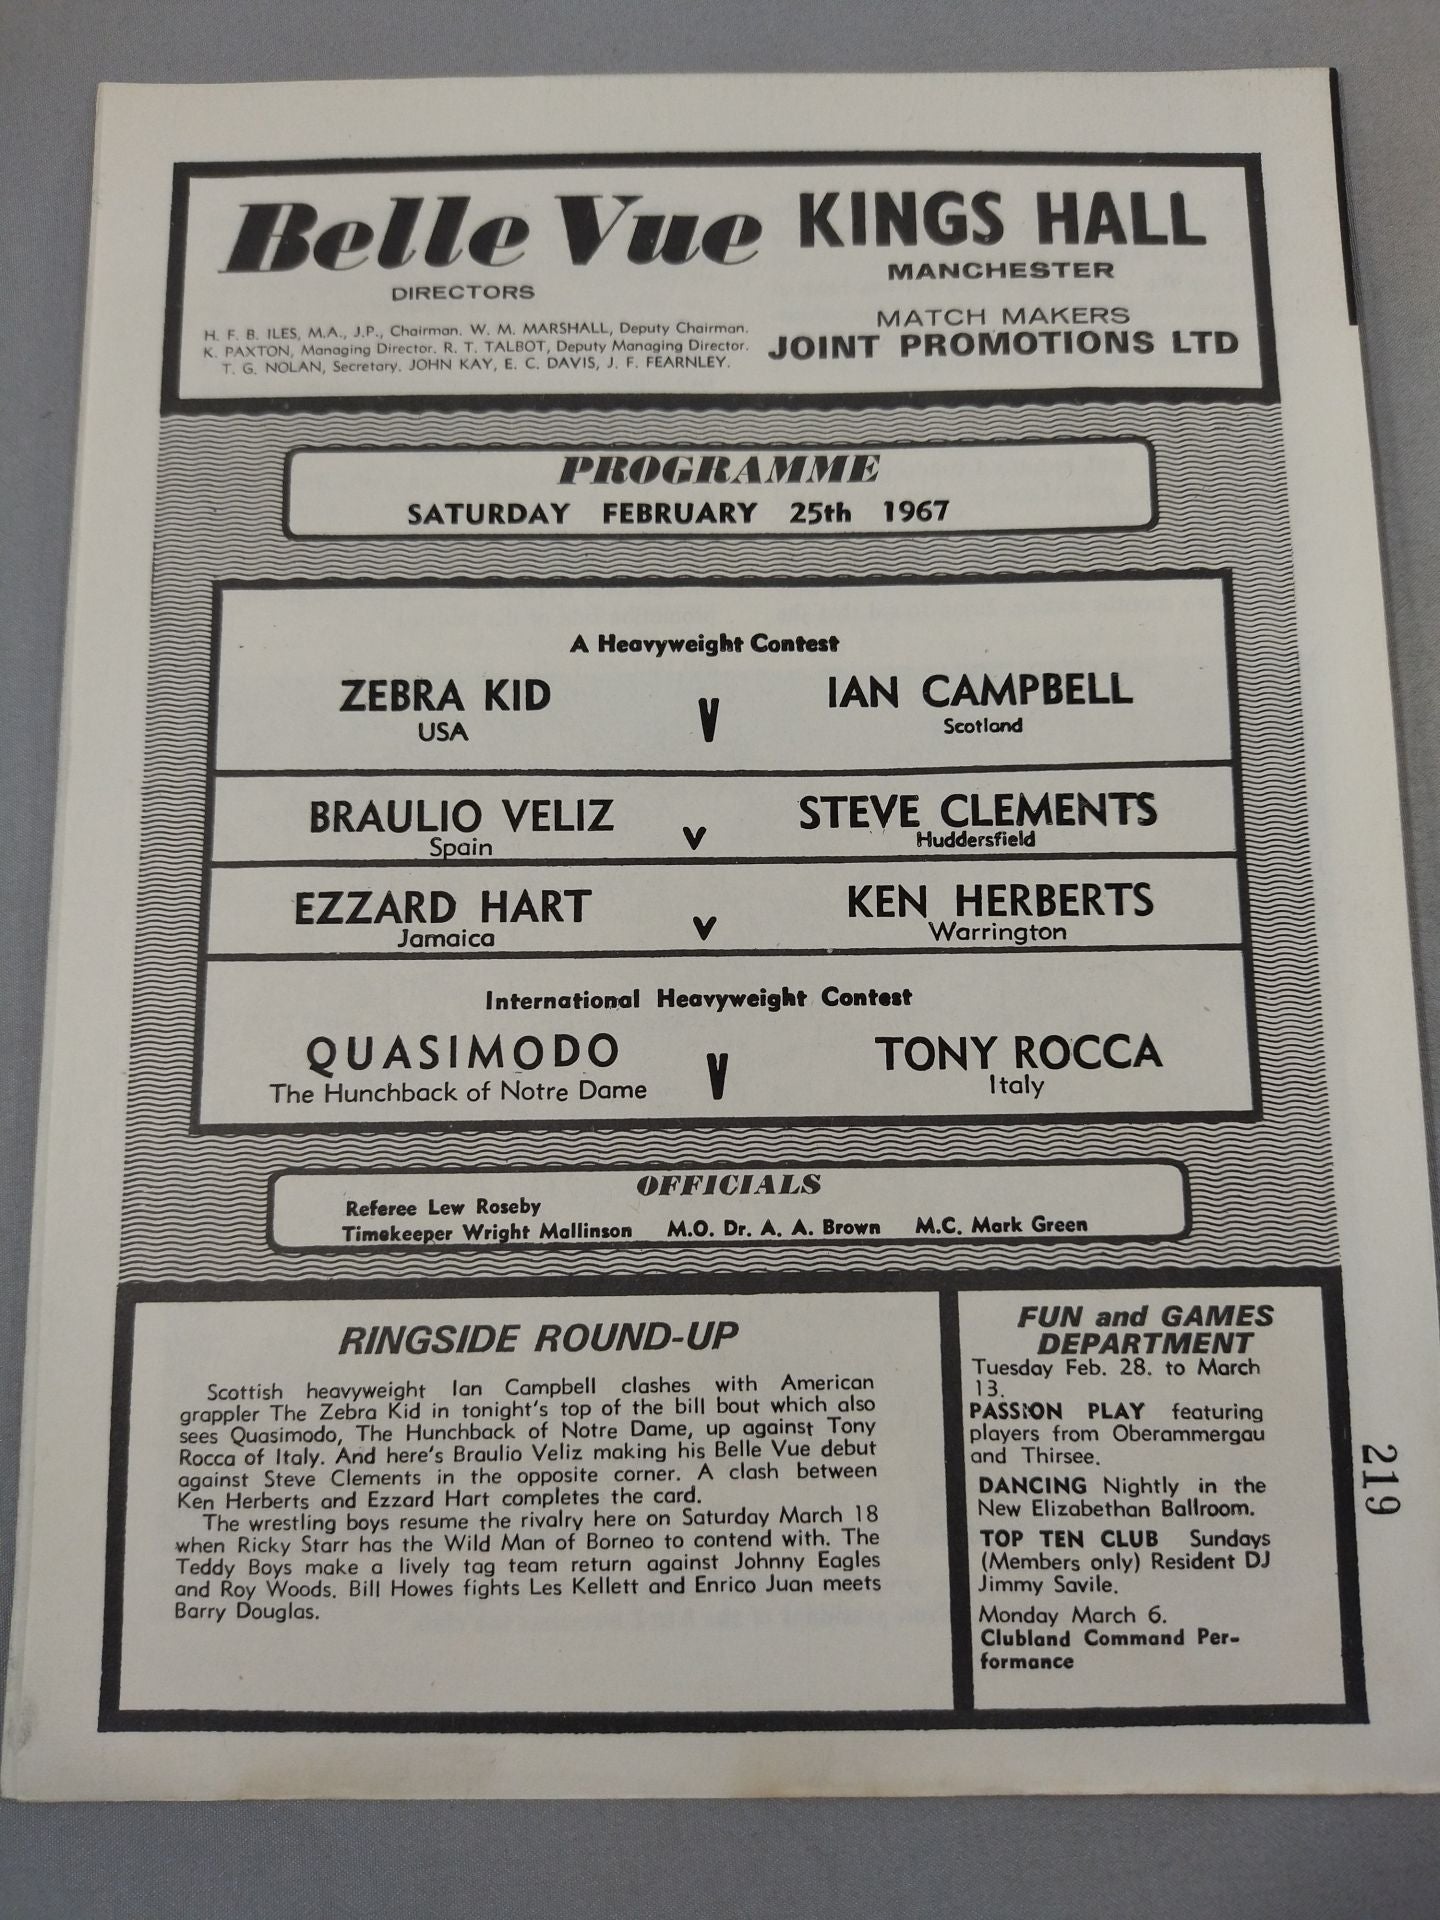 Belle Vue
DIRECTORS
H. F. B. ILES, M.A., J.P., Chairman. W. M. MARSHALL, Deputy Chairman.
K. PAXTON, Managing Director. R. T. TALBOT, Deputy Managing Director.
T. G. NOLAN, Secretary. JOHN KAY, E. C. DAVIS, J. F. FEARNLEY.
KINGS HALL
MANCHESTER
MATCH MAKERS
JOINT PROMOTIONS LTD
PROGRAMME
SATURDAY FEBRUARY 25th 1967
A Heavyweight Contest
ZEBRA KID V IAN CAMPBELL
USA Scotland
BRAULIO VELIZ v STEVE CLEMENTS
Spain Huddersfield
EZZARD HART v KEN HERBERTS
Jamaica Warrington
International Heavyweight Contest
QUASIMODO V TONY ROCCA
The Hunchback of Notre Dame Italy
OFFICIALS
Referee Lew Roseby
Timekeeper Wright Mallinson M.O. Dr. A. A. Brown M.C. Mark Green
RINGSIDE ROUND-UP
Scottish heavyweight Ian Campbell clashes with American
grappler The Zebra Kid in tonight's top of the bill bout which also
sees Quasimodo, The Hunchback of Notre Dame, up against Tony
Rocca of Italy. And here's Braulio Veliz making his Belle Vue debut
against Steve Clements in the opposite corner. A clash between
Ken Herberts and Ezzard Hart completes the card.
The wrestling boys resume the rivalry here on Saturday March 18
when Ricky Starr has the Wild Man of Borneo to contend with. The
Teddy Boys make a lively tag team return against Johnny Eagles
and Roy Woods. Bill Howes fights Les Kellett and Enrico Juan meets
Barry Douglas.
FUN and GAMES
DEPARTMENT
Tuesday Feb. 28. to March
13.
PASSION PLAY featuring
players from Oberammergau
and Thirsee.
DANCING Nightly in the
New Elizabethan Ballroom.
TOP TEN CLUB Sundays
(Members only) Resident DJ
Jimmy Savile.
Monday March 6.
Clubland Command Per-
formance
219